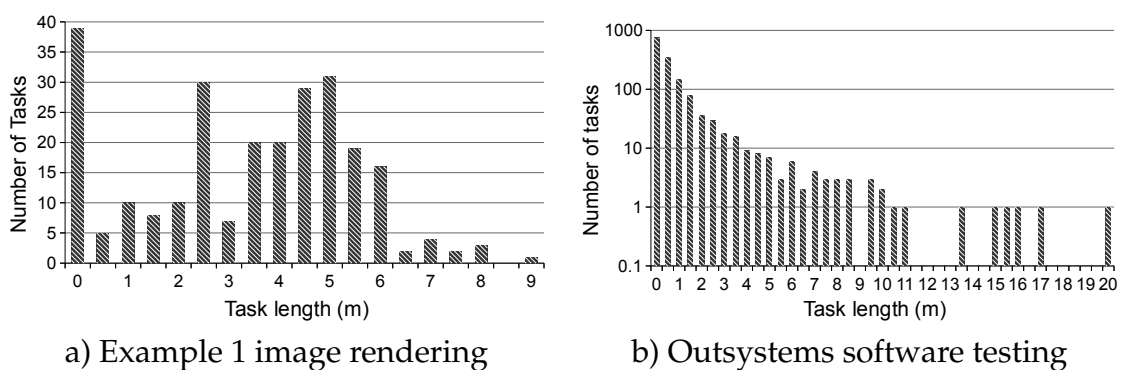 40
35
30
25
20
15
10
5
0
Number of Tasks
0 1 2 3 4 5 6 7 8 9
Task length (m)
a) Example 1 image rendering
1000
100
10
1
0.1
Number of tasks
0 1 2 3 4 5 6 7 8 9 10 11 12 13 14 15 16 17 17 19 20
Task length (m)
b) Outsystems software testing